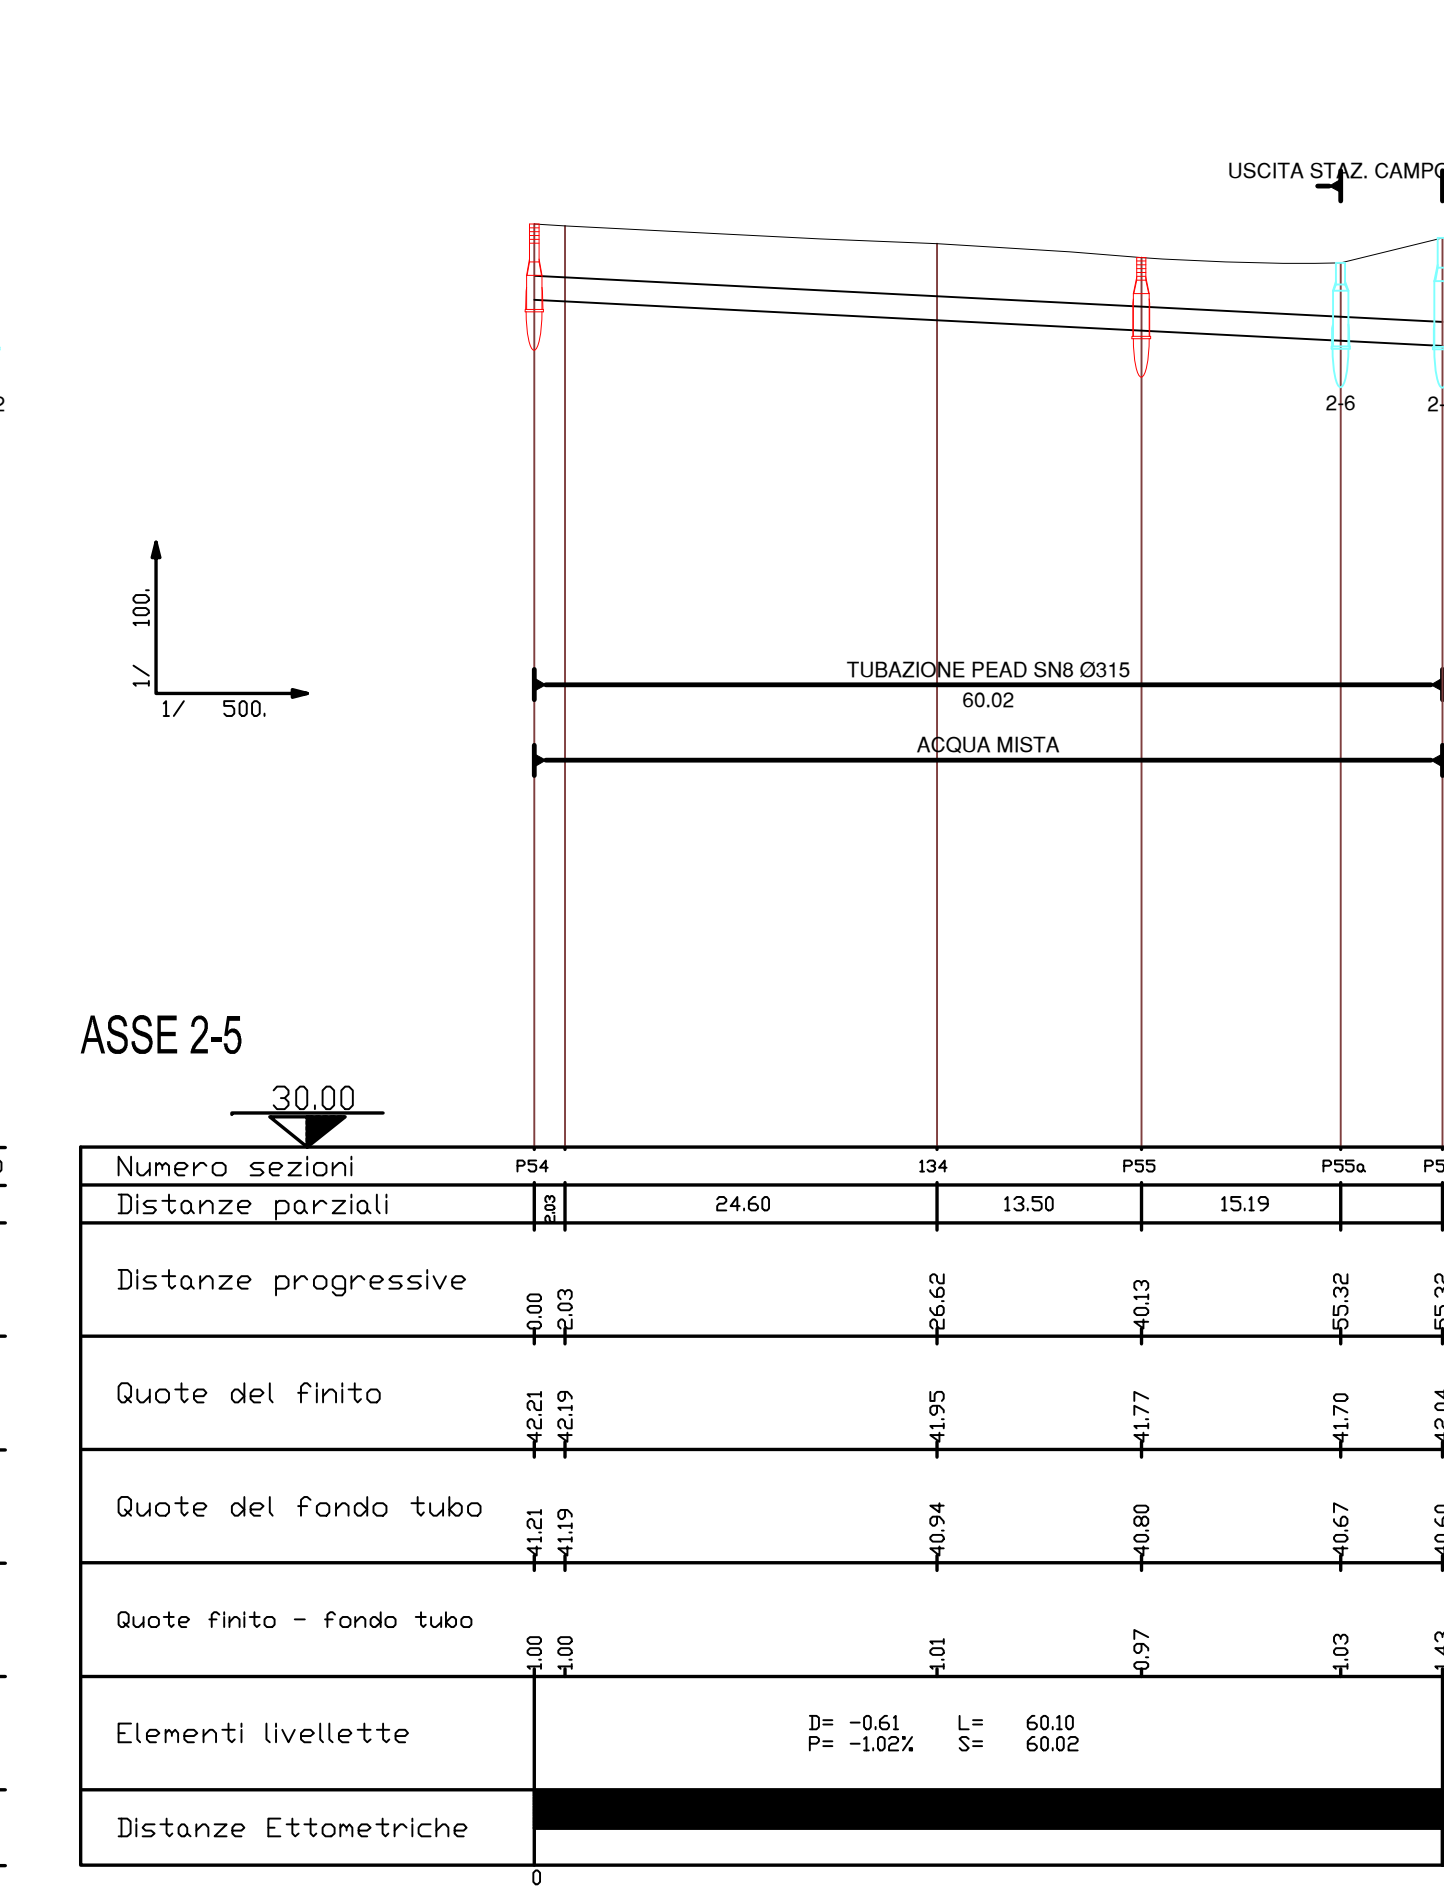 USCITA STAZ. CAMPO
2-6
1/ 100.
1/ 500.
TUBAZIONE PEAD SN8 Ø315
60.02
ACQUA MISTA
ASSE 2-5
30.00
Numero sezioni P54 134 P55 P55a
Distanze parziali 2.03 24.60 13.50 15.19
Distanze progressive 0.00 2.03 26.62 40.13 55.32
Quote del finito 42.21 42.19 41.95 41.77 41.70
Quote del fondo tubo 41.21 41.19 40.94 40.80 40.67
Quote finito - fondo tubo 1.00 1.00 1.01 0.97 1.03
Elementi livellette
D= -0.61 L= 60.10
P= -1.02% S= 60.02
Distanze Ettometriche
0